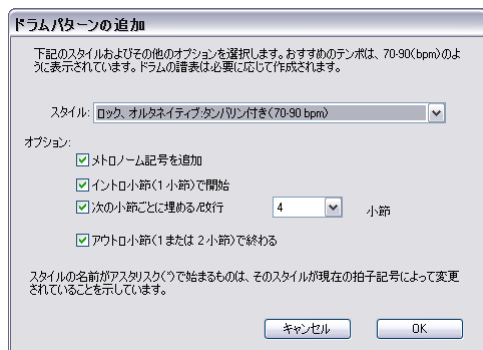 ドラムパターンの追加
下記のスタイルおよびその他のオプションを選択します。おすすめのテンポは、70-90(bpm)のよ
うに表示されています。ドラムの譜表は必要に応じて作成されます。
スタイル: ロック、オルタネイティブ:タンバリン付き(70-90 bpm)
オプション:
メトロノーム記号を追加
イントロ小節(1 小節)で開始
次の小節ごとに埋める/改行 4 小節
アウトロ小節(1 または 2 小節)で終わる
スタイルの名前がアスタリスク(*)で始まるものは、そのスタイルが現在の拍子記号によって変更
されていることを示しています。
キャンセル OK